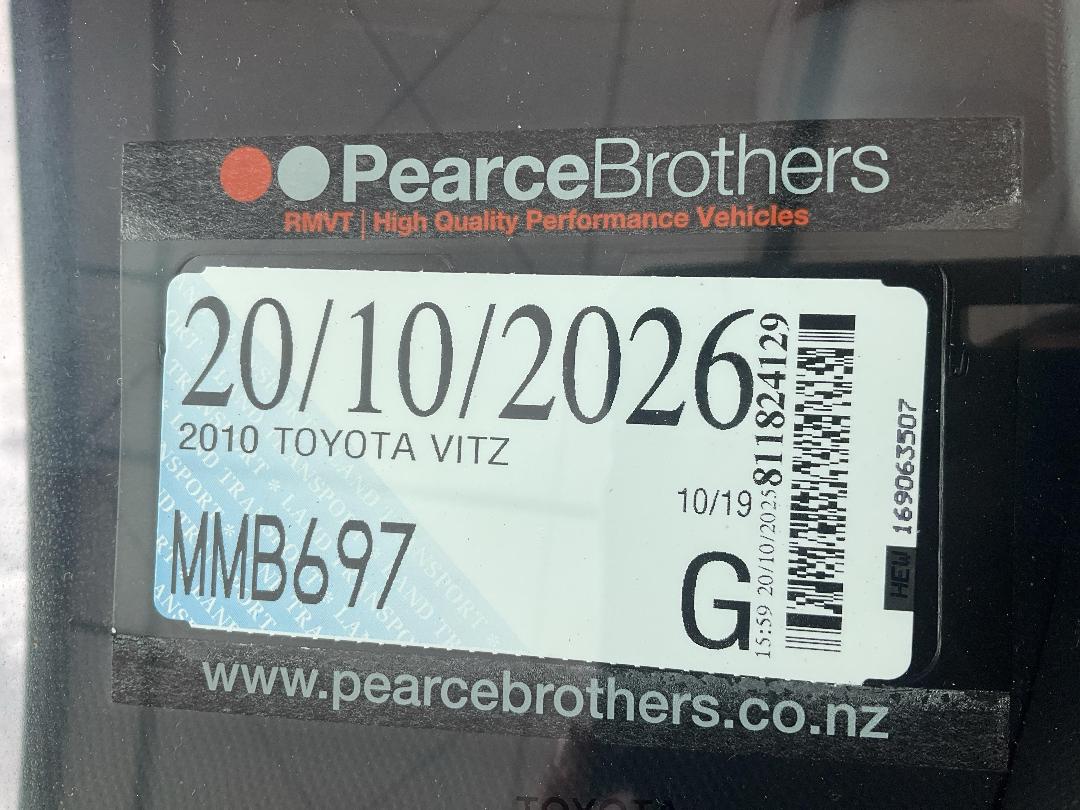 PearceBrothers
RMVT | High Quality Performance Vehicles
20/10/2026
2010 TOYOTA VITZ
10/19
MMB697
G
15:59 20/10/2025 811824129
HEW 169063507
www.pearcebrothers.co.nz
TOYOTA